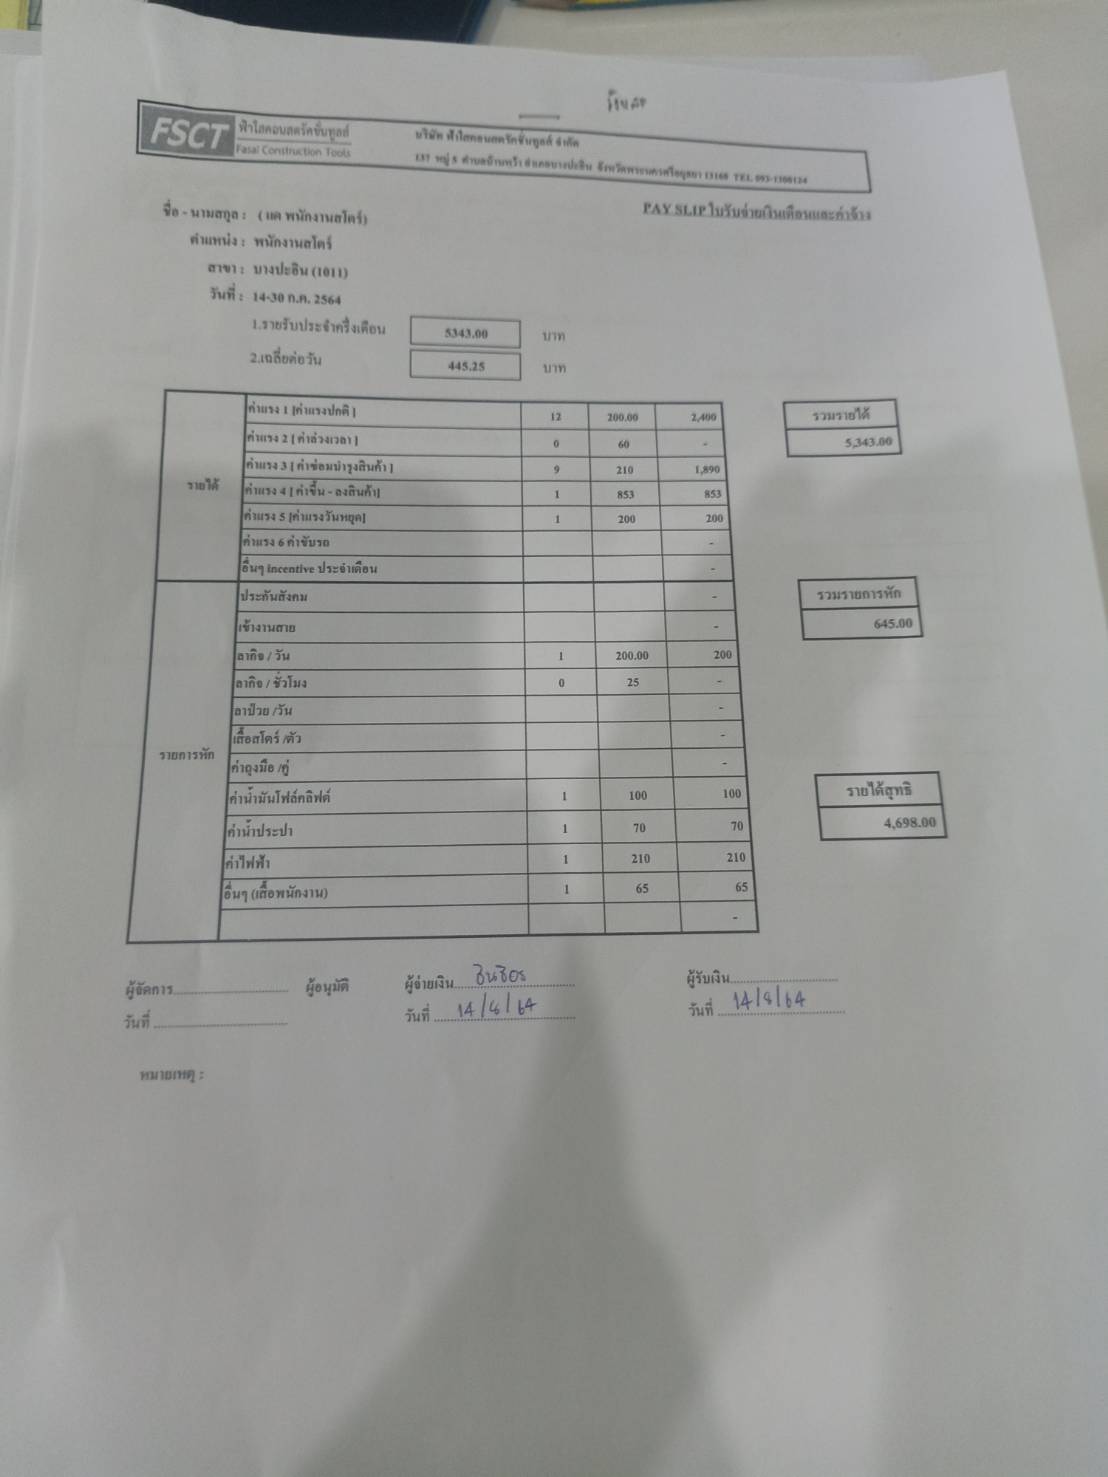 FSCT
ฟ้าใสคอนสตรัคชั่นทูลส์
Fasai Construction Tools
บริษัท ฟ้าใสคอนสตรัคชั่นทูลส์ จำกัด
137 หมู่ 5 ตำบลบ้านหว้า อำเภอบางปะอิน จังหวัดพระนครศรีอยุธยา 13160 TEL.
PAY SLIP ใบรับจ่ายเงินเดือนและค่าจ้าง
ชื่อ - นามสกุล : ( แด พนักงานสโตร์)
ตำแหน่ง : พนักงานสโตร์
สาขา : บางปะอิน (1011)
วันที่ : 14-30 ก.ค. 2564
1.รายรับประจำครึ่งเดือน 5343.00 บาท
2.เฉลี่ยต่อวัน 445.25 บาท
รายได้
ค่าแรง 1 [ค่าแรงปกติ ] 12 200.00 2,400
ค่าแรง 2 [ ค่าล่วงเวลา ] 0 60 -
ค่าแรง 3 [ ค่าซ่อมบำรุงสินค้า ] 9 210 1,890
ค่าแรง 4 [ ค่าขึ้น - ลงสินค้า] 1 853 853
ค่าแรง 5 [ค่าแรงวันหยุด] 1 200 200
ค่าแรง 6 ค่าขับรถ -
อื่นๆ incentive ประจำเดือน -
รวมรายได้
5,343.00
รายการหัก
ประกันสังคม -
เข้างานสาย -
ลากิจ / วัน 1 200.00 200
ลากิจ / ชั่วโมง 0 25 -
ลาป่วย /วัน -
เสื้อสโตร์ /ตัว -
ค่าถุงมือ /คู่ -
ค่าน้ำมันโฟล์คลิฟต์ 1 100 100
ค่าน้ำประปา 1 70 70
ค่าไฟฟ้า 1 210 210
อื่นๆ (เสื้อพนักงาน) 1 65 65
-
รวมรายการหัก
645.00
รายได้สุทธิ
4,698.00
ผู้จัดการ ผู้อนุมัติ ผู้จ่ายเงิน ผู้รับเงิน
วันที่ วันที่ 14/8/64 วันที่ 14/8/64
หมายเหตุ :